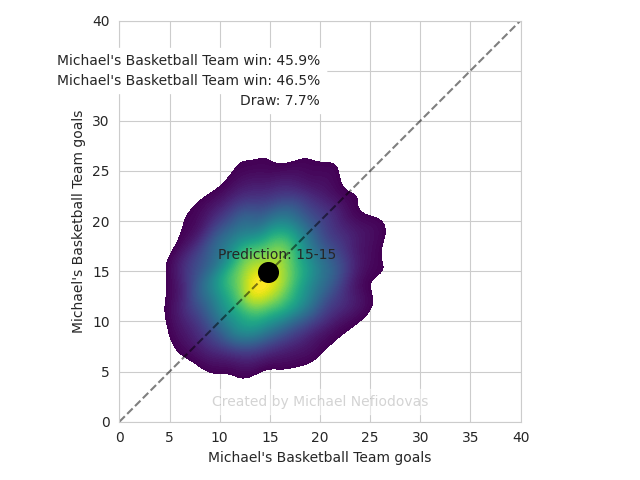 40
Michael's Basketball Team win: 45.9%
Michael's Basketball Team win: 46.5%
Draw: 7.7%
30
25
20
15
10
5
0
Michael's Basketball Team goals
Prediction: 15-15
Created by Michael Nefiodovas
0 5 10 15 20 25 30 35 40
Michael's Basketball Team goals